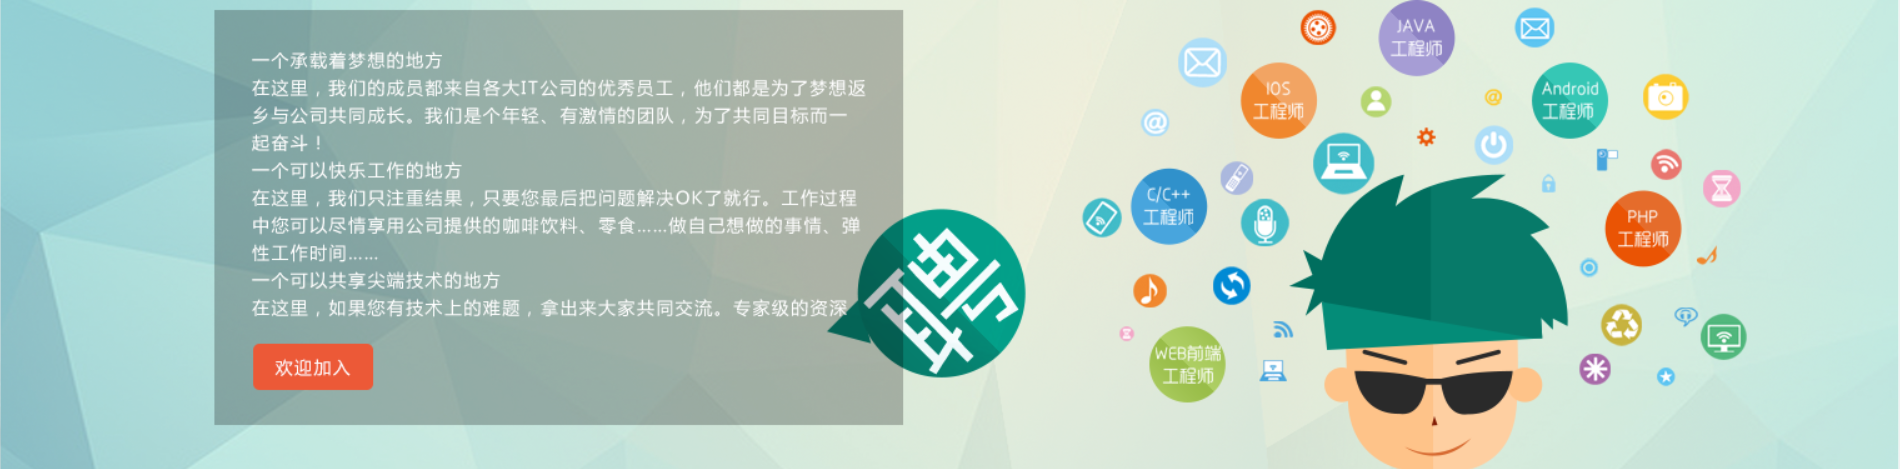 一个承载着梦想的地方
在这里，我们的成员都来自各大IT公司的优秀员工，他们都是为了梦想返
乡与公司共同成长。我们是个年轻、有激情的团队，为了共同目标而一
起奋斗！
一个可以快乐工作的地方
在这里，我们只注重结果，只要您最后把问题解决OK了就行。工作过程
中您可以尽情享用公司提供的咖啡饮料、零食……做自己想做的事情、弹
性工作时间……
一个可以共享尖端技术的地方
在这里，如果您有技术上的难题，拿出来大家共同交流。专家级的资深
欢迎加入
聘
JAVA
工程师
IOS
工程师
Android
工程师
C/C++
工程师
PHP
工程师
WEB前端
工程师